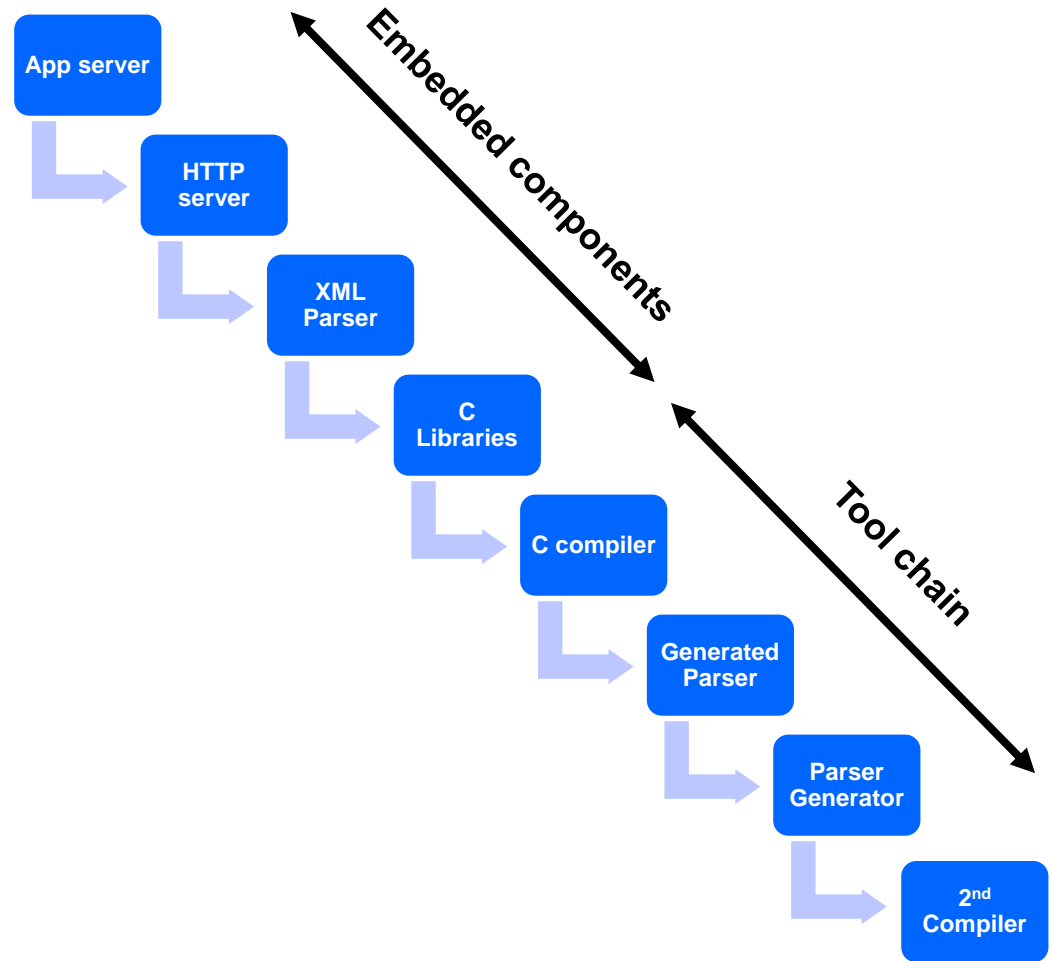 App server
Embedded components
HTTP
server
XML
Parser
C
Libraries
C compiler
Tool chain
Generated
Parser
Parser
Generator
2nd
Compiler